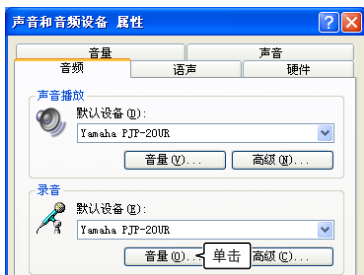 声音和音频设备 属性
音量 声音
音频 语声 硬件
声音播放
默认设备(D):
Yamaha PJP-20UR
音量(V)... 高级(N)...
录音
默认设备(E):
Yamaha PJP-20UR
音量(O)... 单击 高级(C)...